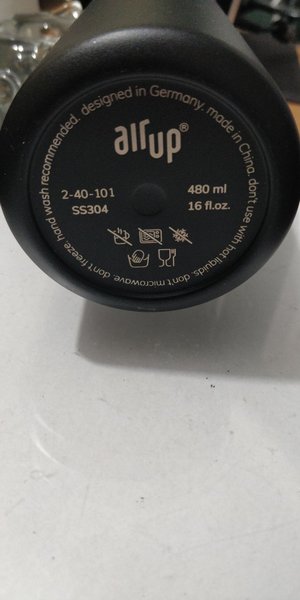 airup®
2-40-101
SS304
480 ml
16 fl.oz.
hand wash recommended. designed in Germany. made in China. don't use with hot liquids. don't microwave. don't freeze.